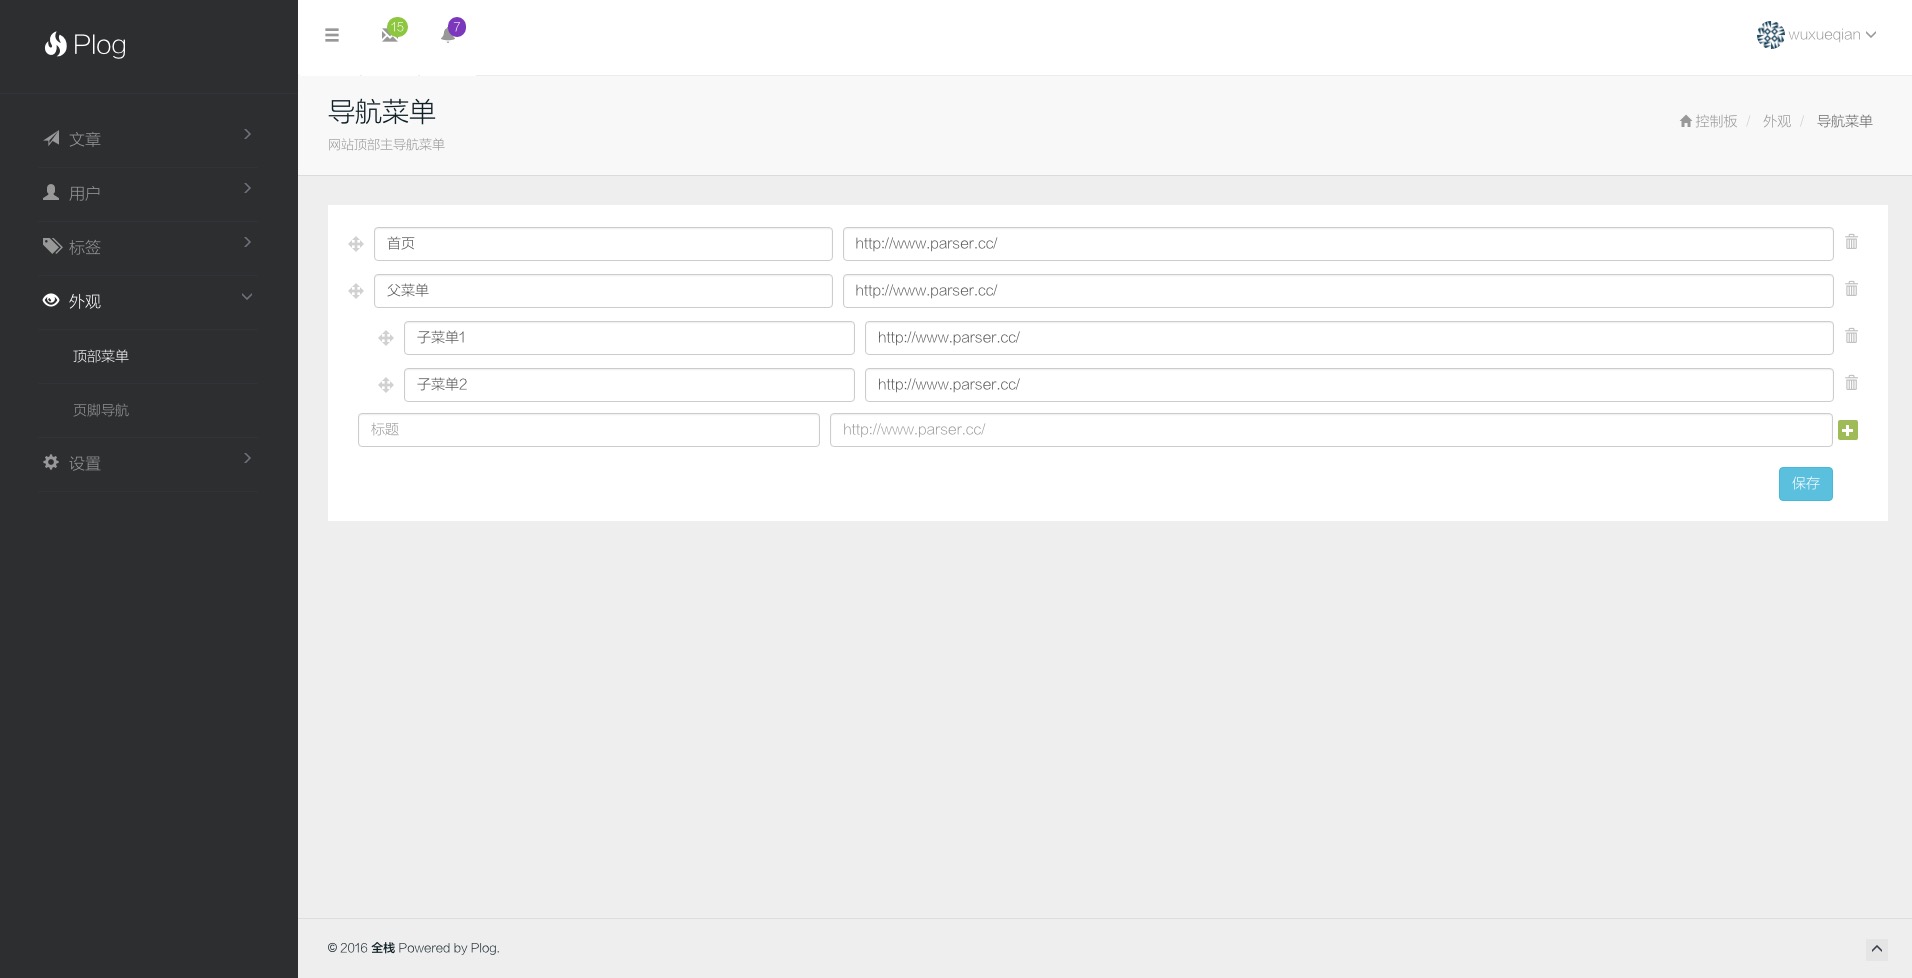 Plog
文章
用户
标签
外观
顶部菜单
页脚导航
设置
15
7
wuxueqian
导航菜单
网站顶部主导航菜单
控制板 / 外观 / 导航菜单
首页 http://www.parser.cc/
父菜单 http://www.parser.cc/
子菜单1 http://www.parser.cc/
子菜单2 http://www.parser.cc/
标题 http://www.parser.cc/
保存
© 2016 全栈 Powered by Plog.